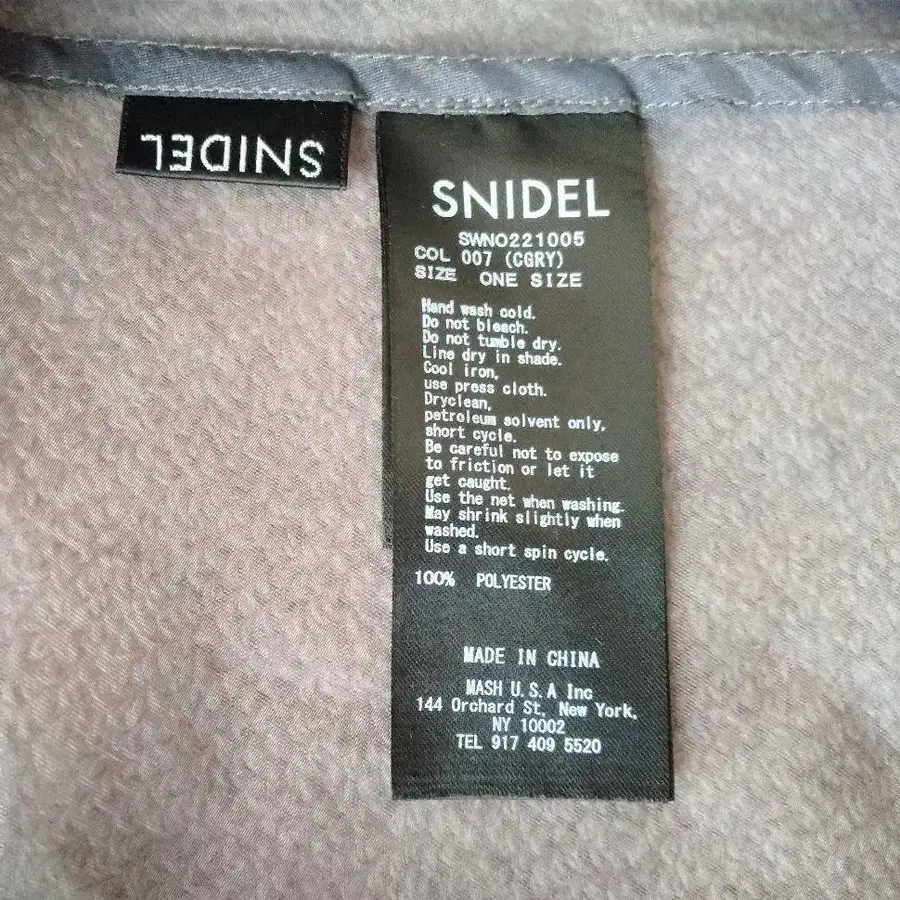 SNIDEL
SNIDEL
SWNO221005
COL 007 (CGRY)
SIZE ONE SIZE
Hand wash cold.
Do not bleach.
Do not tumble dry.
Line dry in shade.
Cool iron,
use press cloth.
Dryclean,
petroleum solvent only,
short cycle.
Be careful not to expose
to friction or let it
get caught.
Use the net when washing.
May shrink slightly when
washed.
Use a short spin cycle.
100% POLYESTER
MADE IN CHINA
MASH U.S.A Inc
144 Orchard St, New York,
NY 10002
TEL 917 409 5520